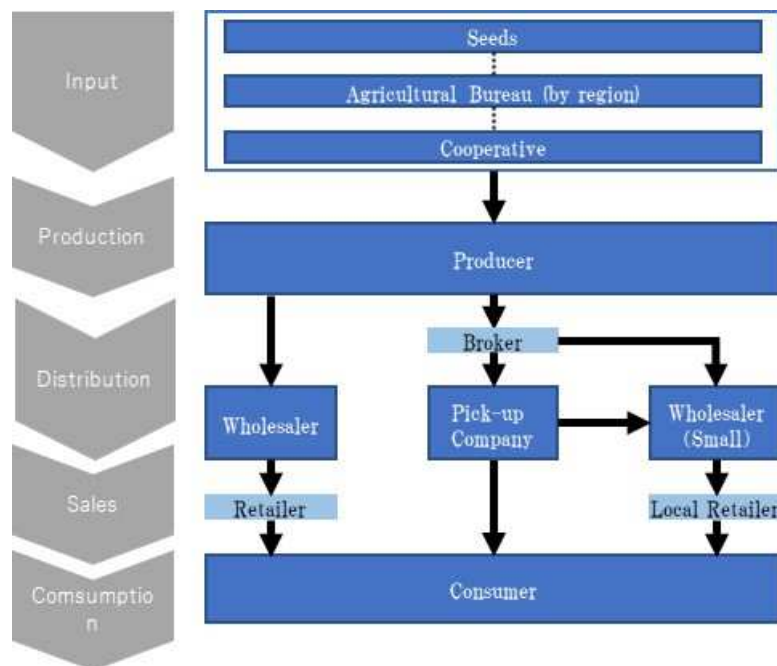 Input
Seeds
Agricultural Bureau (by region)
Cooperative
Production
Producer
Distribution
Broker
Wholesaler
Pick-up
Company
Wholesaler
(Small)
Sales
Retailer
Local Retailer
Comsumptio
n
Consumer